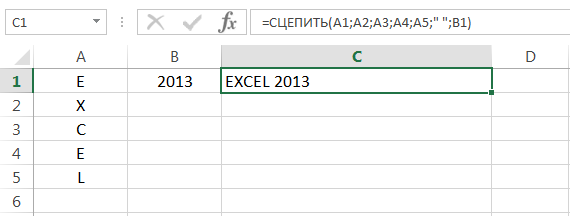 C1 fx =СЦЕПИТЬ(A1;A2;A3;A4;A5;" ";B1)
A B C D
1 E 2013 EXCEL 2013
2 X
3 C
4 E
5 L
6